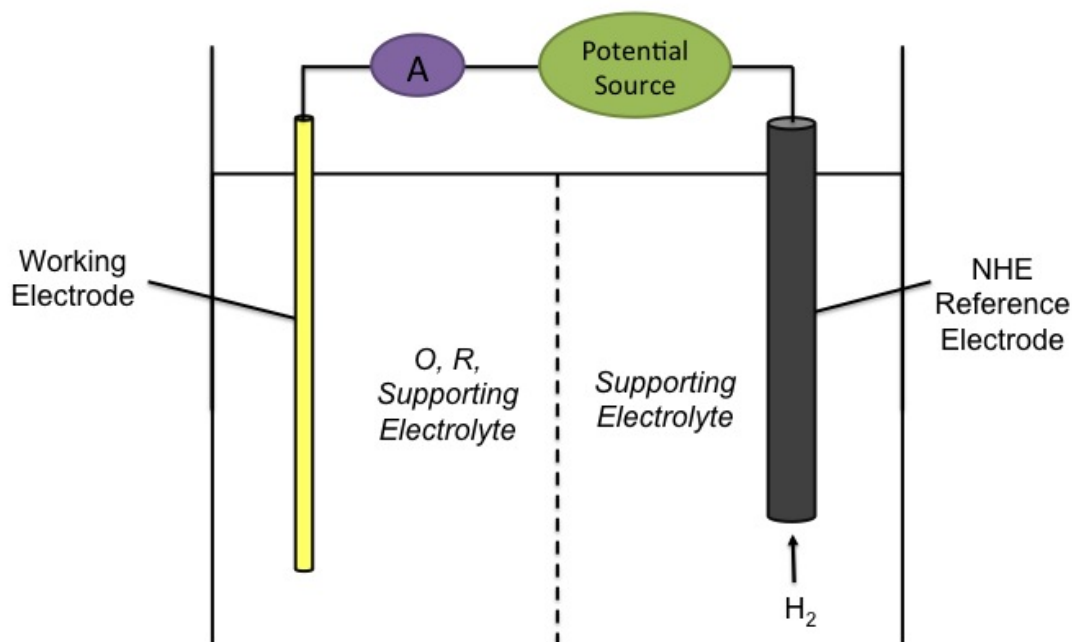 A
Potential
Source
Working
Electrode
NHE
Reference
Electrode
O, R,
Supporting
Electrolyte
Supporting
Electrolyte
H₂